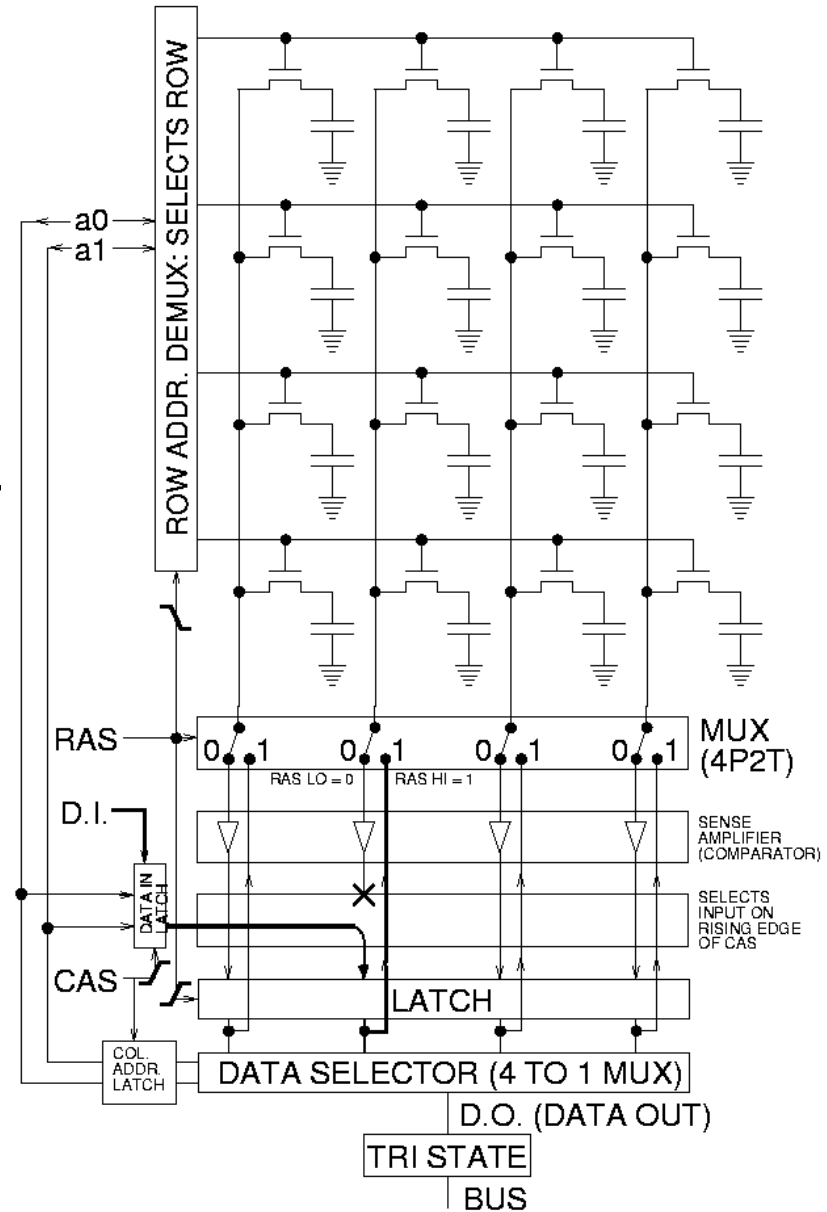 ROW ADDR. DEMUX: SELECTS ROW
a0
a1
RAS
0 1 0 1 0 1 0 1
MUX
(4P2T)
RAS LO = 0
RAS HI = 1
D.I.
SENSE
AMPLIFIER
(COMPARATOR)
DATA IN
LATCH
SELECTS
INPUT ON
RISING EDGE
OF CAS
CAS
LATCH
COL.
ADDR.
LATCH
DATA SELECTOR (4 TO 1 MUX)
D.O. (DATA OUT)
TRI STATE
BUS